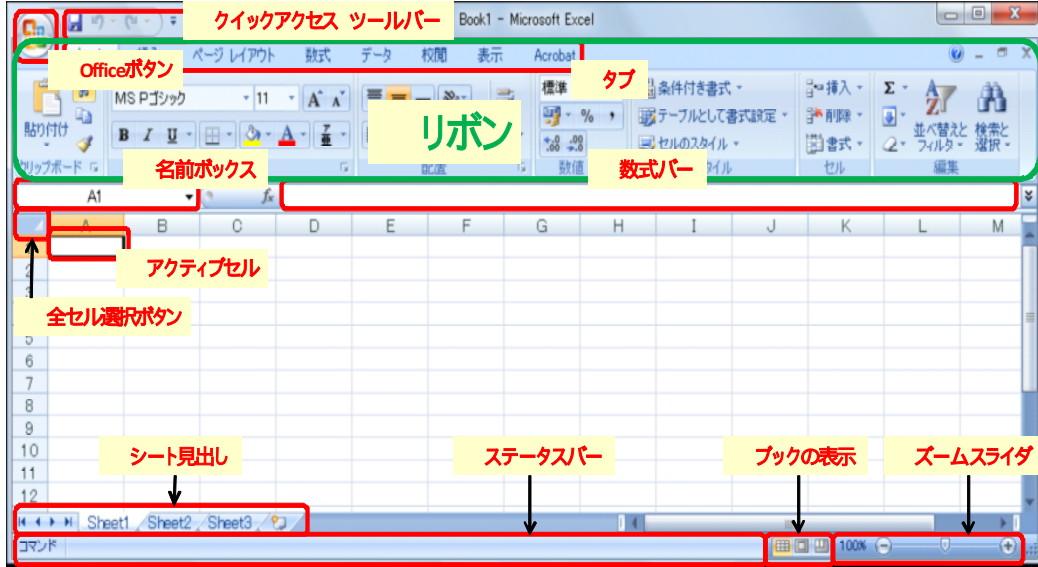 クイックアクセス ツールバー
Book1 - Microsoft Excel
ページ レイアウト 数式 データ 校閲 表示 Acrobat
Officeボタン
タブ
MS Pゴシック 11 A A
標準
条件付き書式
挿入
Σ
リボン
% ,
テーブルとして書式設定
削除
貼り付け
B I U A
セルのスタイル
書式
並べ替えと フィルタ
検索と 選択
クリップボード
名前ボックス
配置
数値
数式バー
スタイル
セル
編集
A1
fx
A B C D E F G H I J K L M
アクティブセル
2
3
全セル選択ボタン
5
6
7
8
9
10
シート見出し
ステータスバー
ブックの表示
ズームスライダ
11
12
Sheet1 Sheet2 Sheet3
コマンド
100%